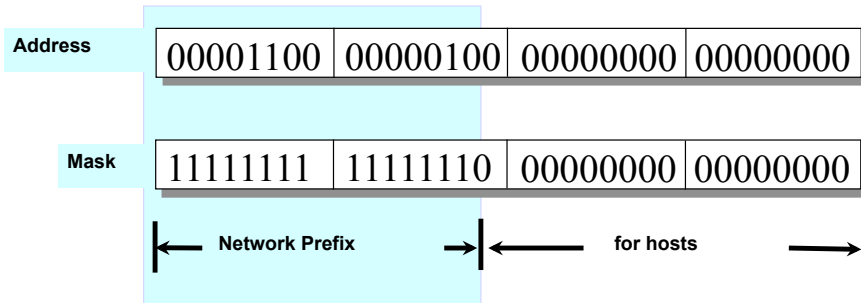 Address 00001100 00000100 00000000 00000000
Mask 11111111 11111110 00000000 00000000
Network Prefix for hosts